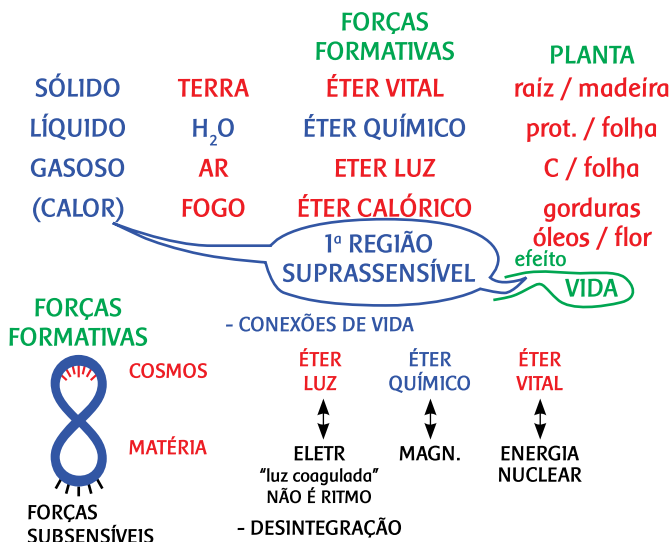 FORÇAS
FORMATIVAS
PLANTA
SÓLIDO TERRA ÉTER VITAL raiz / madeira
LÍQUIDO H₂O ÉTER QUÍMICO prot. / folha
GASOSO AR ETER LUZ C / folha
(CALOR) FOGO ÉTER CALÓRICO gorduras
óleos / flor
1ª REGIÃO
SUPRASSENSÍVEL
efeito
VIDA
FORÇAS
FORMATIVAS
- CONEXÕES DE VIDA
COSMOS
MATÉRIA
FORÇAS
SUBSENSÍVEIS
ÉTER
LUZ
ÉTER
QUÍMICO
ÉTER
VITAL
ELETR
"luz coagulada"
NÃO É RITMO
MAGN.
ENERGIA
NUCLEAR
- DESINTEGRAÇÃO